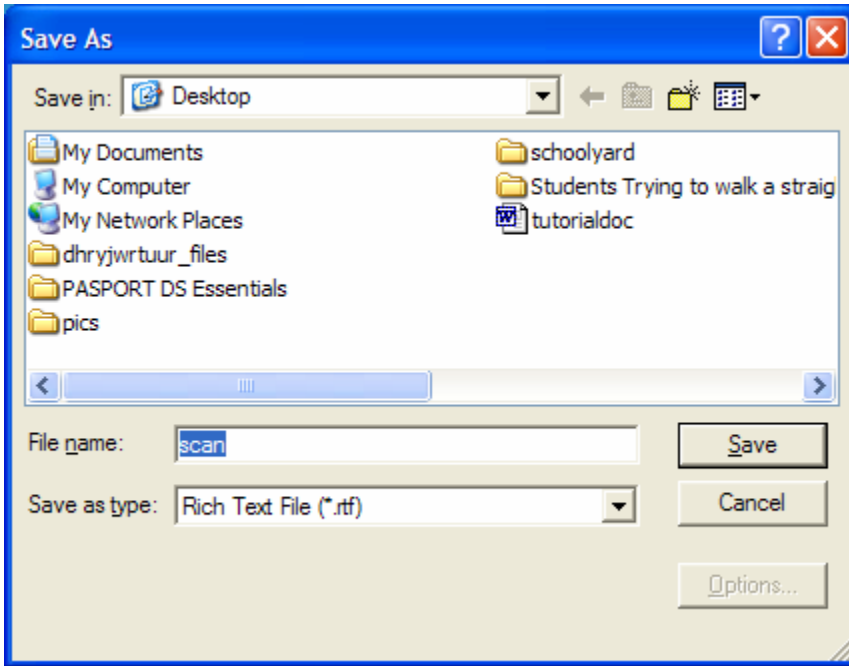 Save As
Save in: Desktop
My Documents
My Computer
My Network Places
dhryjwrtuur_files
PASPORT DS Essentials
pics
schoolyard
Students Trying to walk a straig
tutorialdoc
File name: scan
Save
Save as type: Rich Text File (*.rtf)
Cancel
Options...